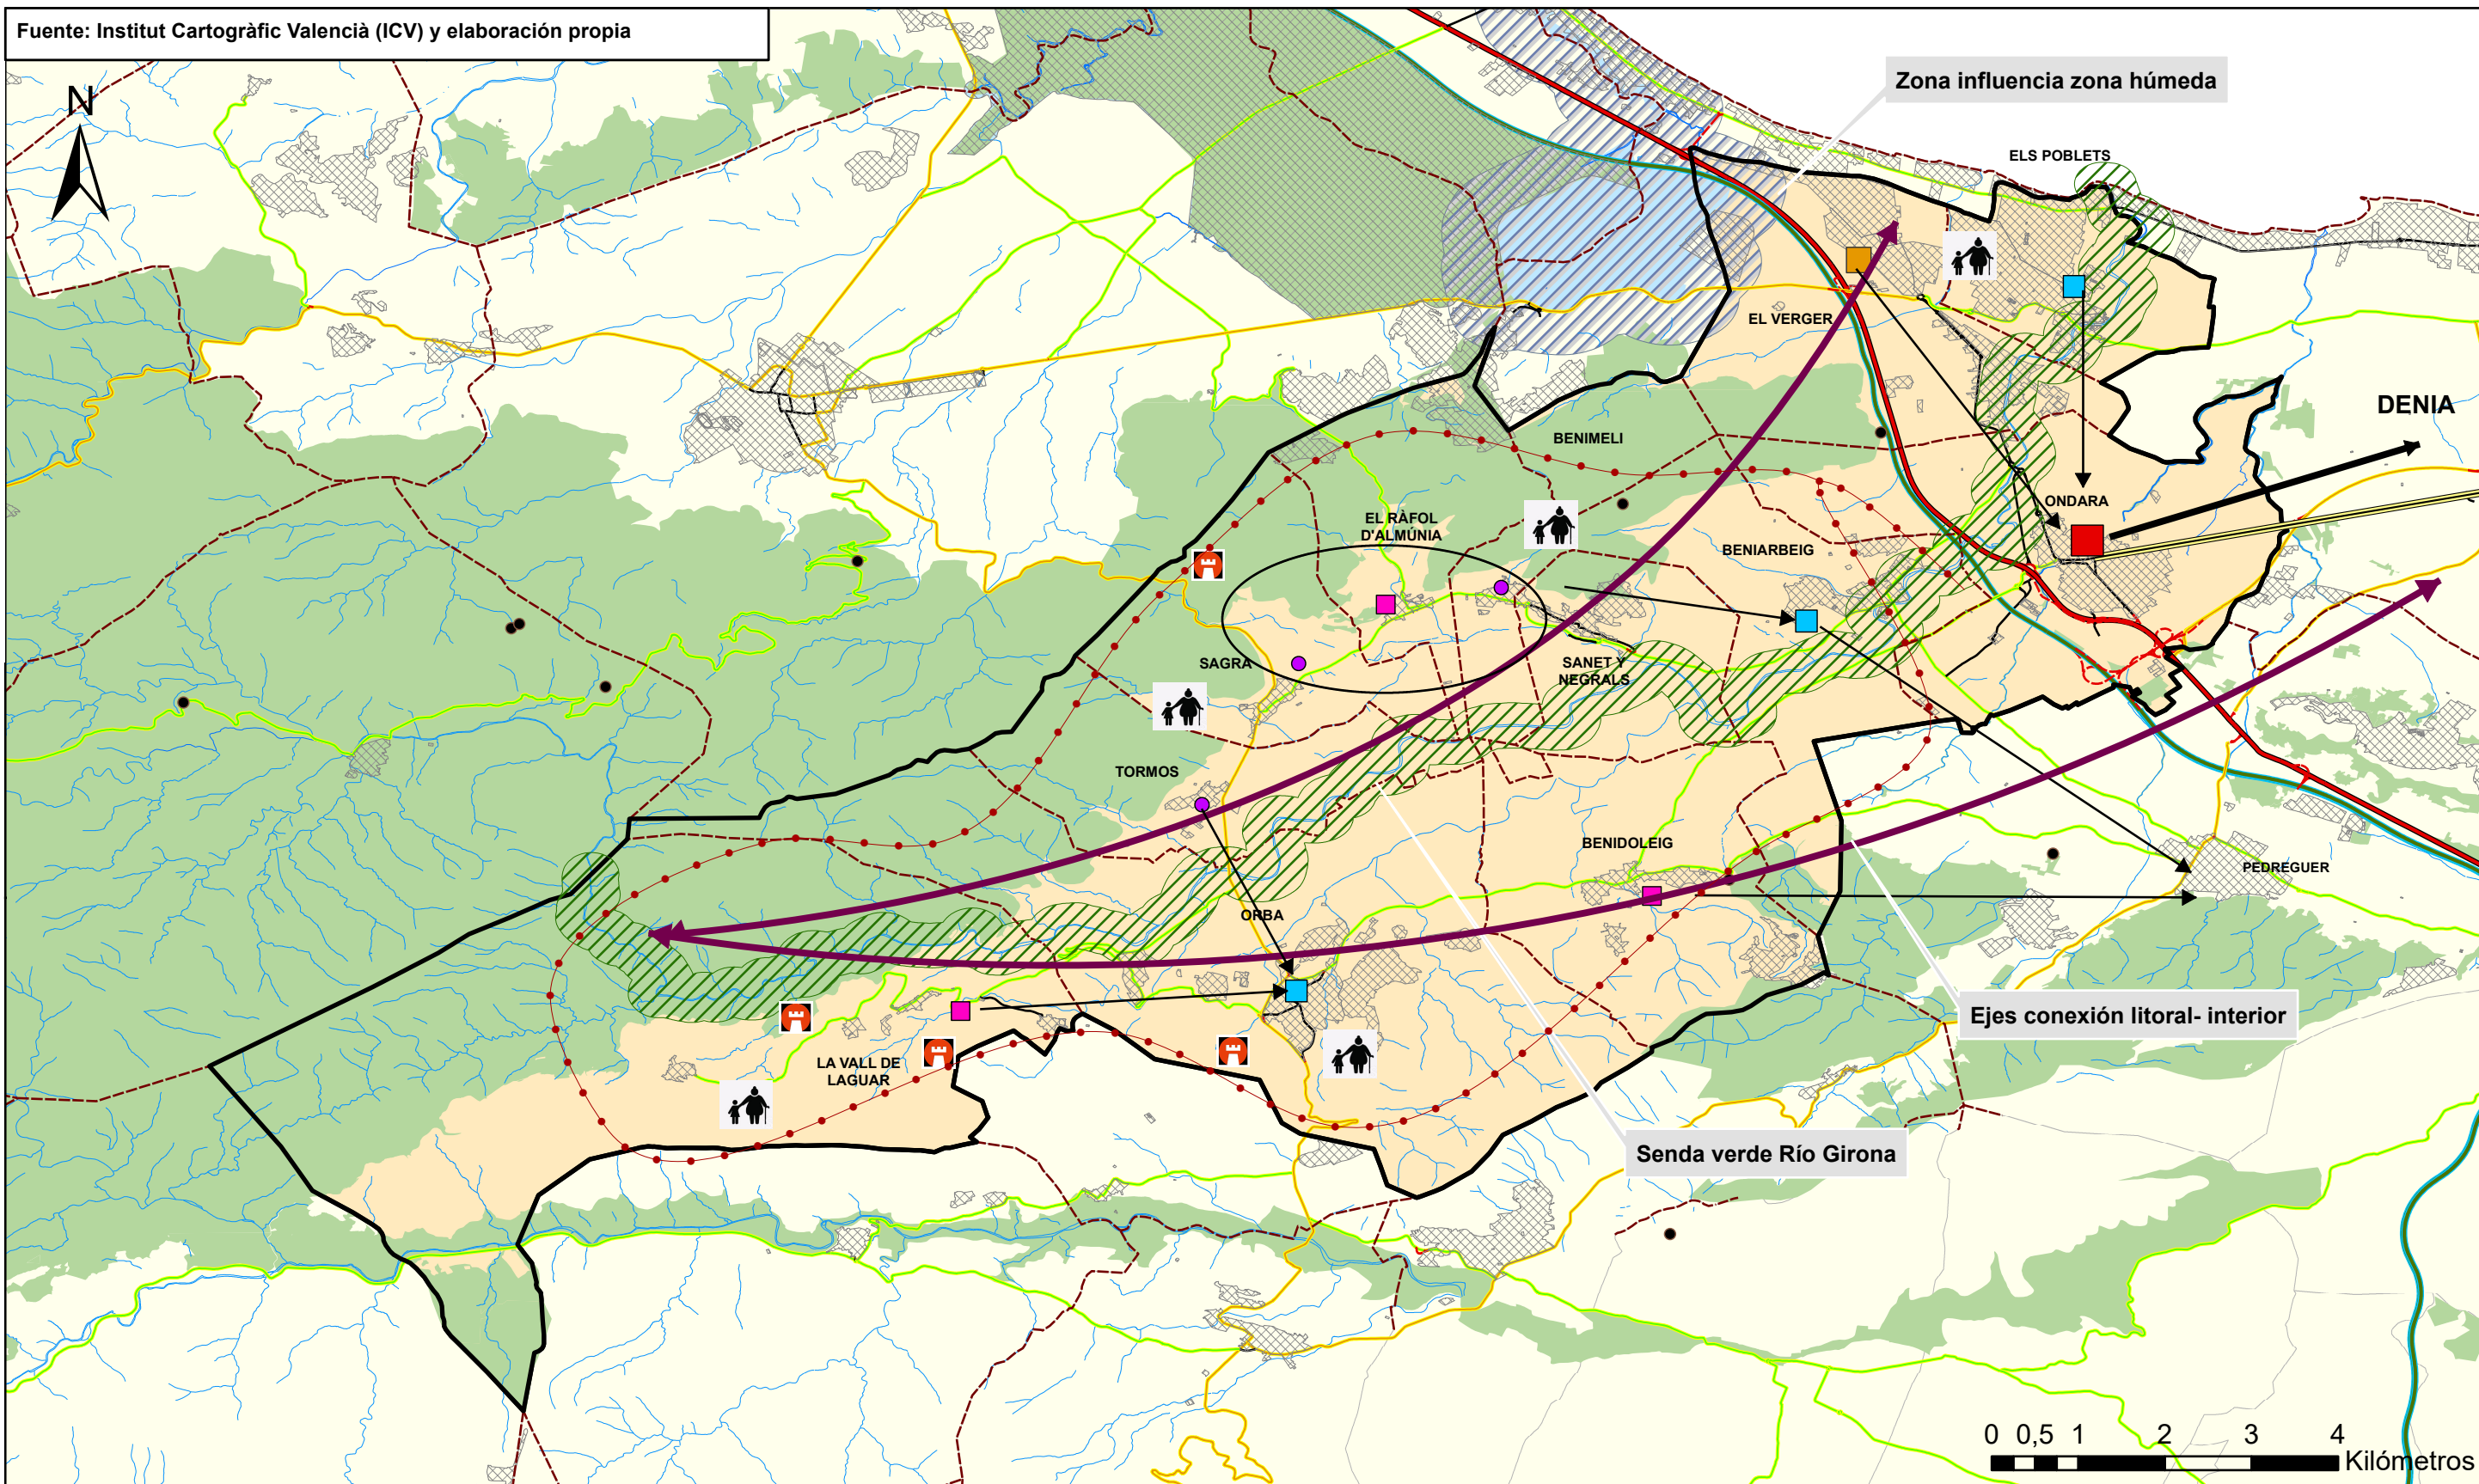 Fuente: Institut Cartogràfic Valencià (ICV) y elaboración propia
N
Zona influencia zona húmeda
ELS POBLETS
EL VERGER
DENIA
BENIMELI
ONDARA
EL RÀFOL
D'ALMÚNIA
BENIARBEIG
SAGRA
SANET Y
NEGRALS
TORMOS
BENIDOLEIG
PEDREGUER
ORBA
Ejes conexión litoral- interior
LA VALL DE
LAGUAR
Senda verde Río Girona
0 0,5 1 2 3 4
Kilómetros